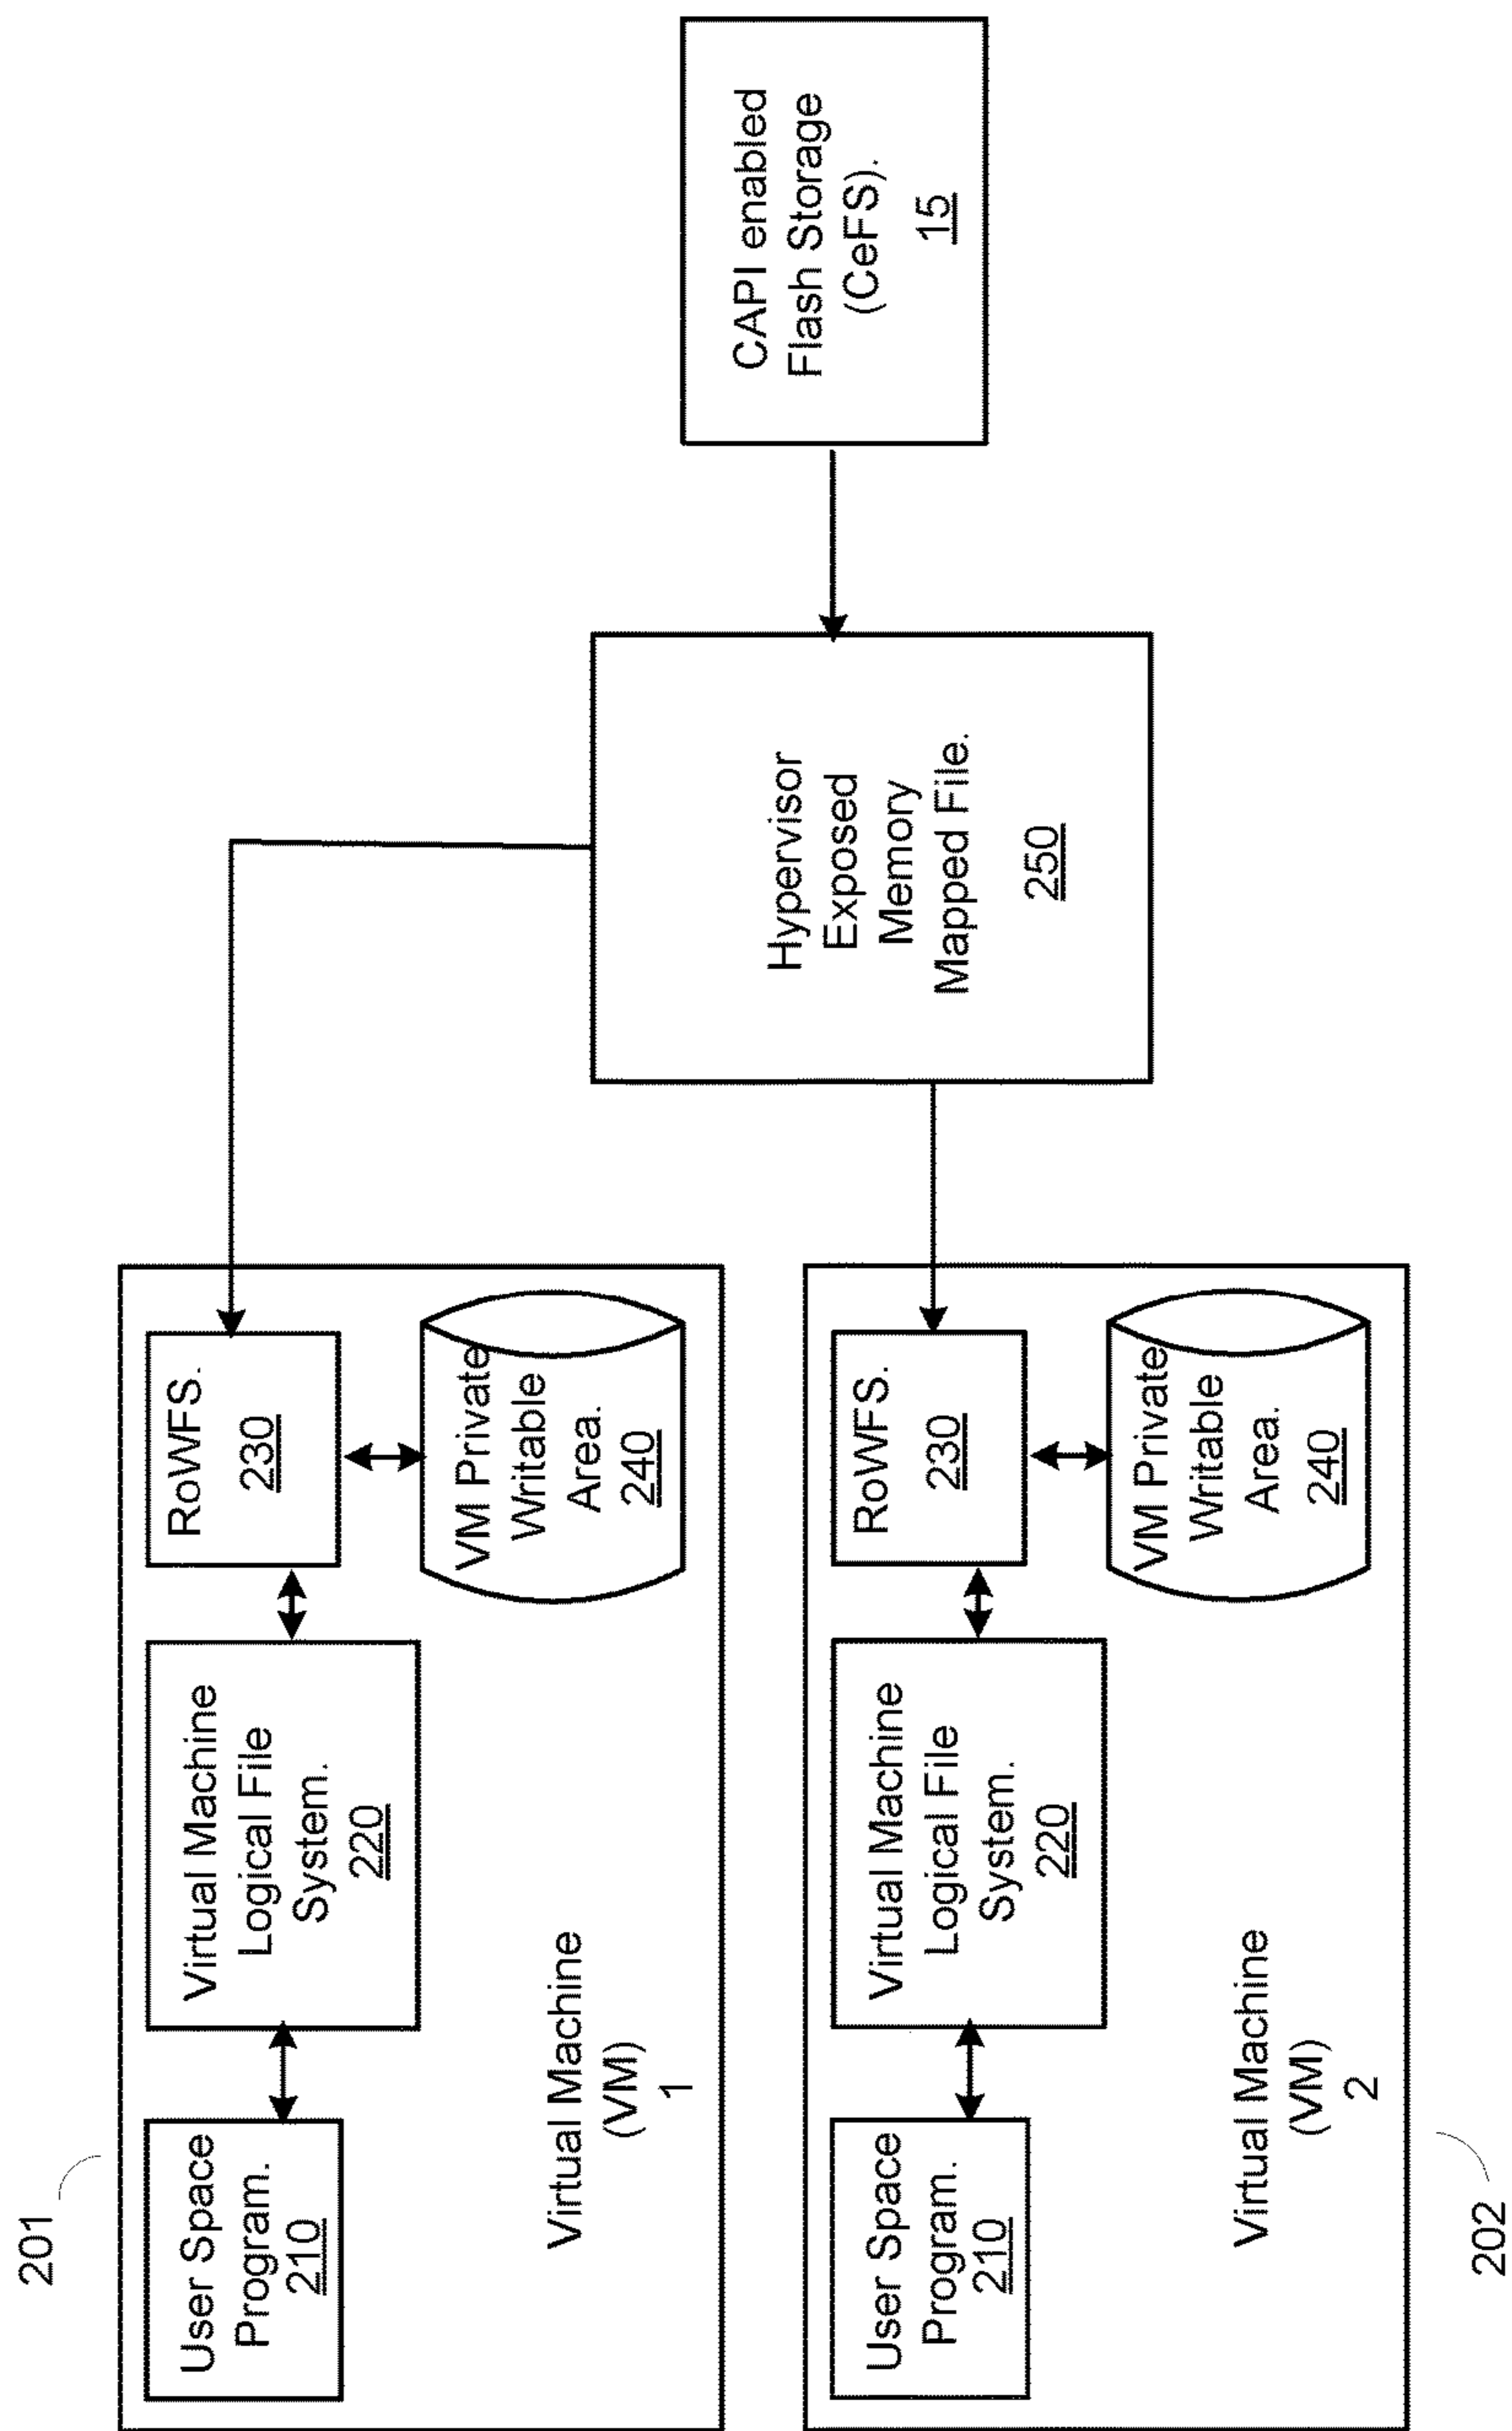 201
User Space
Program.
210
Virtual Machine
Logical File
System.
220
RoWFS.
230
VM Private
Writable
Area.
240
Virtual Machine
(VM)
1
User Space
Program.
210
Virtual Machine
Logical File
System.
220
RoWFS.
230
VM Private
Writable
Area.
240
Virtual Machine
(VM)
2
202
Hypervisor
Exposed
Memory
Mapped File.
250
CAPI enabled
Flash Storage
(CeFS).
15